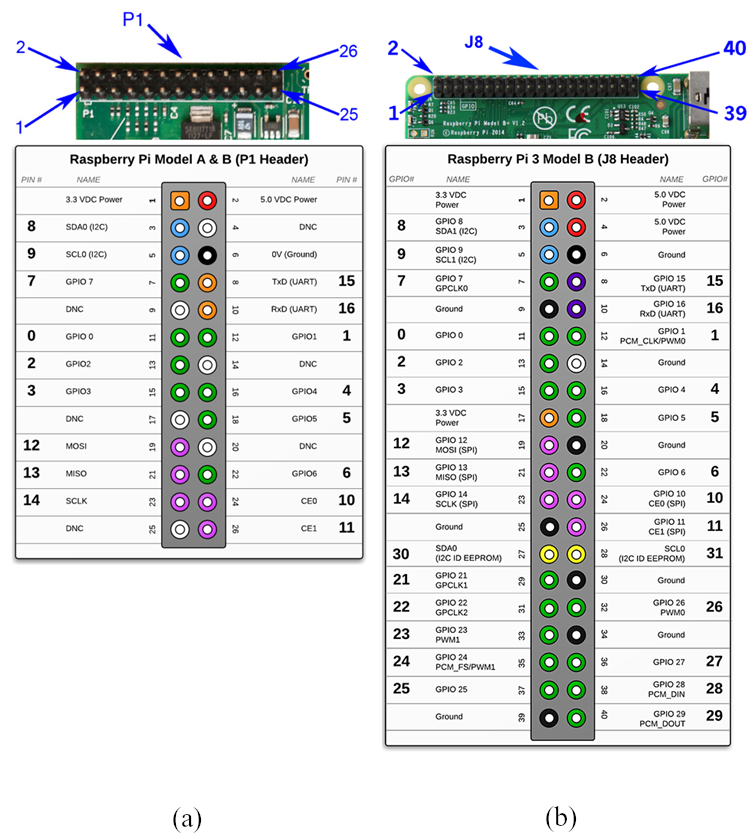 P1
2
26
1
25
P1
C4
C7
J8
2
40
1
39
GPIO
Raspberry Pi Model B+ V1.2
© Raspberry Pi 2014
Raspberry Pi Model A & B (P1 Header)
PIN # NAME NAME PIN #
3.3 VDC Power 1 2 5.0 VDC Power
8 SDA0 (I2C) 3 4 DNC
9 SCL0 (I2C) 5 6 0V (Ground)
7 GPIO 7 7 8 TxD (UART) 15
DNC 9 10 RxD (UART) 16
0 GPIO 0 11 12 GPIO1 1
2 GPIO2 13 14 DNC
3 GPIO3 15 16 GPIO4 4
DNC 17 18 GPIO5 5
12 MOSI 19 20 DNC
13 MISO 21 22 GPIO6 6
14 SCLK 23 24 CE0 10
DNC 25 26 CE1 11
Raspberry Pi 3 Model B (J8 Header)
GPIO# NAME NAME GPIO#
3.3 VDC
Power 1 2 5.0 VDC
Power
8 GPIO 8
SDA1 (I2C) 3 4 5.0 VDC
Power
9 GPIO 9
SCL1 (I2C) 5 6 Ground
7 GPIO 7
GPCLK0 7 8 GPIO 15
TxD (UART) 15
Ground 9 10 GPIO 16
RxD (UART) 16
0 GPIO 0 11 12 GPIO 1
PCM_CLK/PWM0 1
2 GPIO 2 13 14 Ground
3 GPIO 3 15 16 GPIO 4 4
3.3 VDC
Power 17 18 GPIO 5 5
12 GPIO 12
MOSI (SPI) 19 20 Ground
13 GPIO 13
MISO (SPI) 21 22 GPIO 6 6
14 GPIO 14
SCLK (SPI) 23 24 GPIO 10
CE0 (SPI) 10
Ground 25 26 GPIO 11
CE1 (SPI) 11
30 SDA0
(I2C ID EEPROM) 27 28 SCL0
(I2C ID EEPROM) 31
21 GPIO 21
GPCLK1 29 30 Ground
22 GPIO 22
GPCLK2 31 32 GPIO 26
PWM0 26
23 GPIO 23
PWM1 33 34 Ground
24 GPIO 24
PCM_FS/PWM1 35 36 GPIO 27 27
25 GPIO 25 37 38 GPIO 28
PCM_DIN 28
Ground 39 40 GPIO 29
PCM_DOUT 29
(a)
(b)